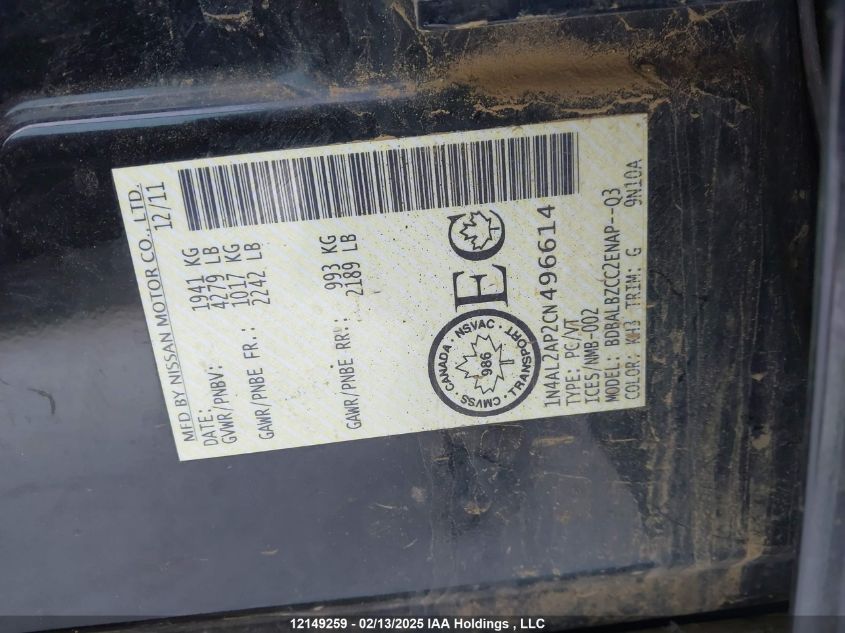 MFD BY NISSAN MOTOR CO., LTD.
DATE: 12/11
GVWR/PNBV: 1941 KG
4279 LB
GAWR/PNBE FR.: 1017 KG
2242 LB
GAWR/PNBE RR.: 993 KG
2189 LB
EC
CANADA · NSVAC · TRANSPORT · CMVSS ·
986
1N4AL2AP2CN496614
TYPE: PC/VT
ICES/NMB-002
MODEL: BDBALBZCC2ENAP--Q3
COLOR: KH3 TRIM: G 9N10A
12149259 - 02/13/2025 IAA Holdings , LLC